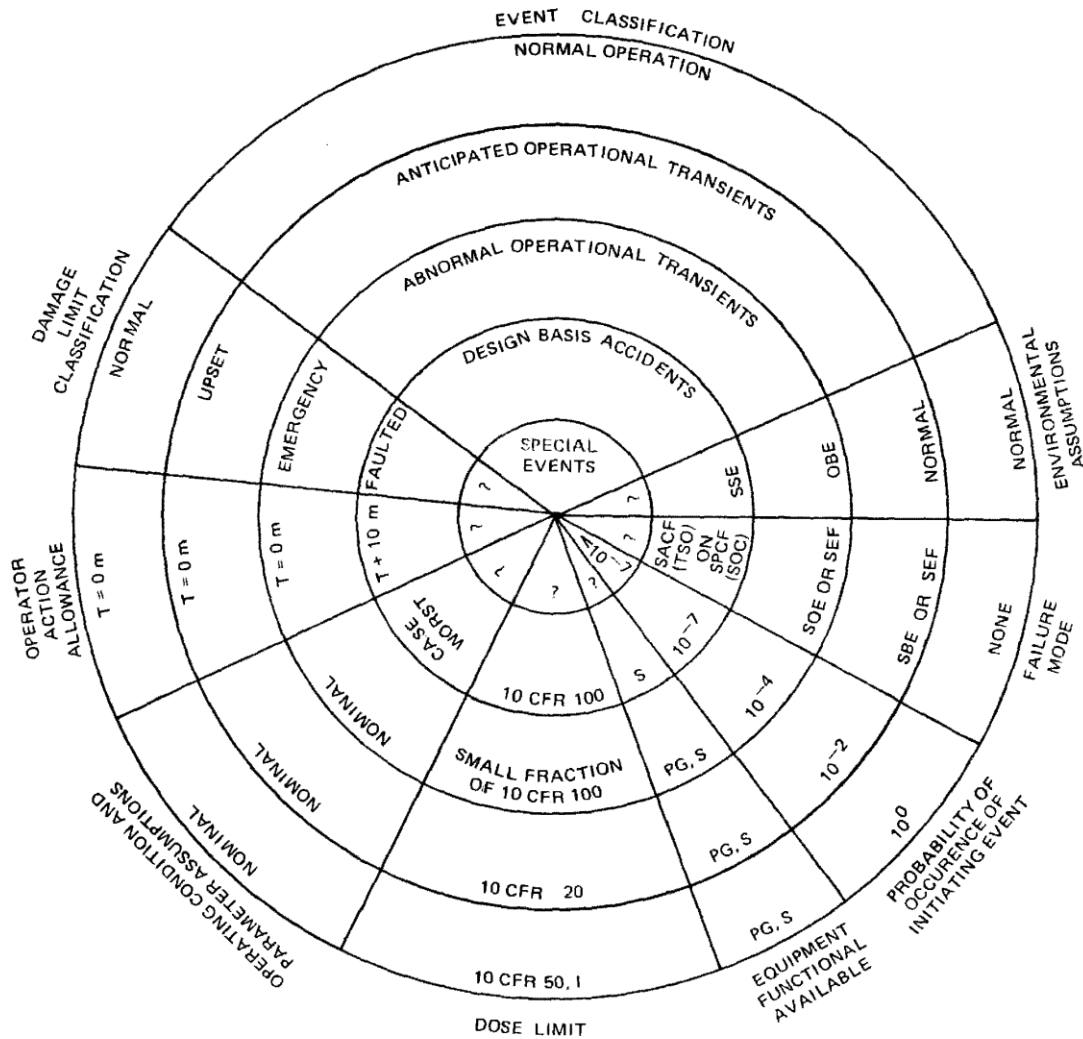 EVENT CLASSIFICATION
NORMAL OPERATION
ANTICIPATED OPERATIONAL TRANSIENTS
ABNORMAL OPERATIONAL TRANSIENTS
DESIGN BASIS ACCIDENTS
SPECIAL
EVENTS
ENVIRONMENTAL
ASSUMPTIONS
NORMAL
NORMAL
OBE
SSE
?
FAILURE
MODE
NONE
SBE OR SEF
SOE OR SEF
SACF
(TSO)
ON
SPCF
(SOC)
?
PROBABILITY OF
OCCURENCE OF
INITIATING EVENT
10⁰
10⁻²
10⁻⁴
10⁻⁷
<10⁻⁷
EQUIPMENT
FUNCTIONAL
AVAILABLE
PG, S
PG, S
PG, S
S
?
DOSE LIMIT
10 CFR 50, I
10 CFR 20
SMALL FRACTION
OF 10 CFR 100
10 CFR 100
?
OPERATING CONDITION AND
PARAMETER ASSUMPTIONS
NOMINAL
NOMINAL
NOMINAL
WORST
CASE
?
OPERATOR
ACTION
ALLOWANCE
T = 0 m
T = 0 m
T = 0 m
T + 10 m
?
DAMAGE
LIMIT
CLASSIFICATION
NORMAL
UPSET
EMERGENCY
FAULTED
?